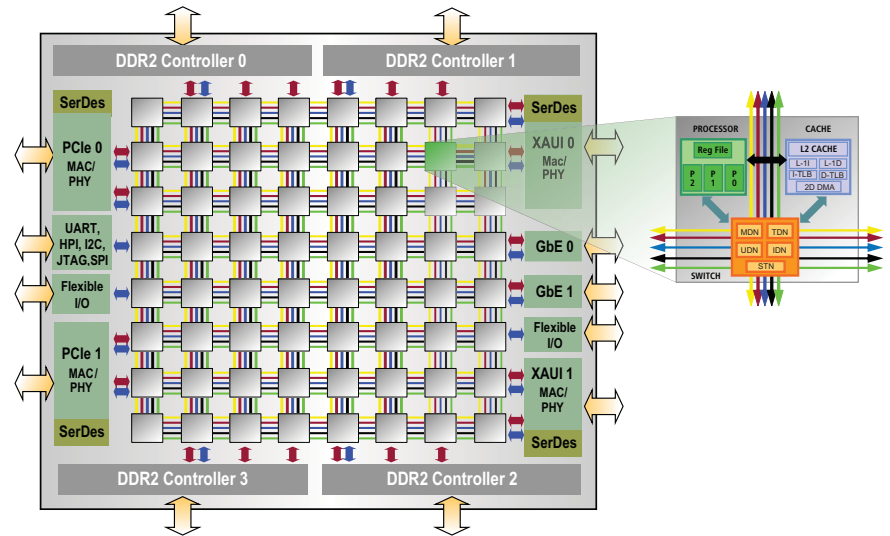 DDR2 Controller 0
DDR2 Controller 1
SerDes
PCIe 0
MAC/
PHY
UART,
HPI, I2C,
JTAG,SPI
Flexible
I/O
PCIe 1
MAC/
PHY
SerDes
SerDes
XAUI 0
Mac/
PHY
GbE 0
GbE 1
Flexible
I/O
XAUI 1
MAC/
PHY
SerDes
DDR2 Controller 3
DDR2 Controller 2
PROCESSOR
CACHE
Reg File
P
2
P
1
P
0
L2 CACHE
L-1I
L-1D
I-TLB
D-TLB
2D DMA
MDN
TDN
UDN
IDN
STN
SWITCH